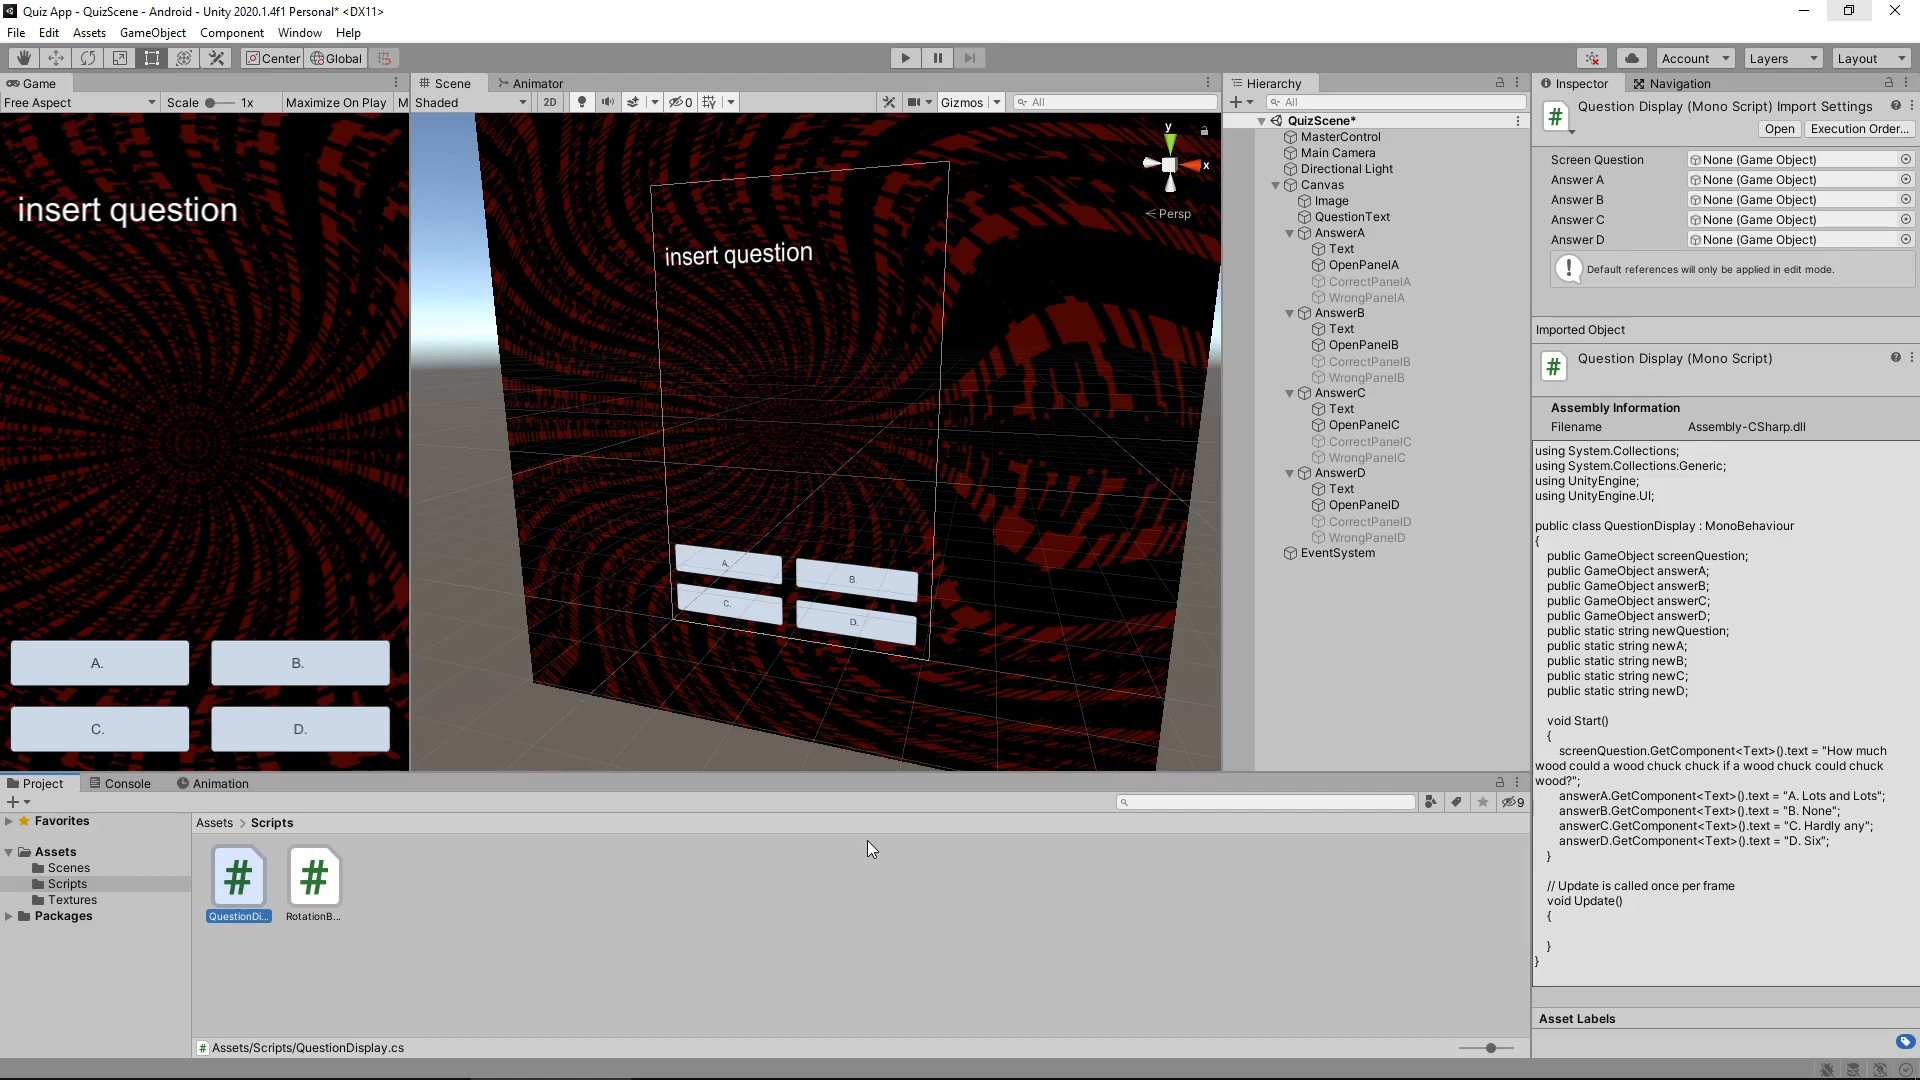 Quiz App - QuizScene - Android - Unity 2020.1.4f1 Personal* <DX11>
File Edit Assets GameObject Component Window Help
Center Global Account Layers Layout
Game
Free Aspect Scale 1x Maximize On Play M
insert question
A. B.
C. D.
Scene Animator
Shaded 2D 0 Gizmos All
y
x
Persp
insert question
A. B.
C. D.
Hierarchy
All
QuizScene*
MasterControl
Main Camera
Directional Light
Canvas
Image
QuestionText
AnswerA
Text
OpenPanelA
CorrectPanelA
WrongPanelA
AnswerB
Text
OpenPanelB
CorrectPanelB
WrongPanelB
AnswerC
Text
OpenPanelC
CorrectPanelC
WrongPanelC
AnswerD
Text
OpenPanelD
CorrectPanelD
WrongPanelD
EventSystem
Inspector Navigation
Question Display (Mono Script) Import Settings
Open Execution Order...
Screen Question None (Game Object)
Answer A None (Game Object)
Answer B None (Game Object)
Answer C None (Game Object)
Answer D None (Game Object)
Default references will only be applied in edit mode.
Imported Object
Question Display (Mono Script)
Assembly Information
Filename Assembly-CSharp.dll
using System.Collections;
using System.Collections.Generic;
using UnityEngine;
using UnityEngine.UI;
public class QuestionDisplay : MonoBehaviour
{
public GameObject screenQuestion;
public GameObject answerA;
public GameObject answerB;
public GameObject answerC;
public GameObject answerD;
public static string newQuestion;
public static string newA;
public static string newB;
public static string newC;
public static string newD;
void Start()
{
screenQuestion.GetComponent<Text>().text = "How much
wood could a wood chuck chuck if a wood chuck could chuck
wood?";
answerA.GetComponent<Text>().text = "A. Lots and Lots";
answerB.GetComponent<Text>().text = "B. None";
answerC.GetComponent<Text>().text = "C. Hardly any";
answerD.GetComponent<Text>().text = "D. Six";
}
// Update is called once per frame
void Update()
{
}
}
Asset Labels
Project Console Animation
9
Favorites
Assets
Scenes
Scripts
Textures
Packages
Assets > Scripts
QuestionDi... RotationB...
Assets/Scripts/QuestionDisplay.cs